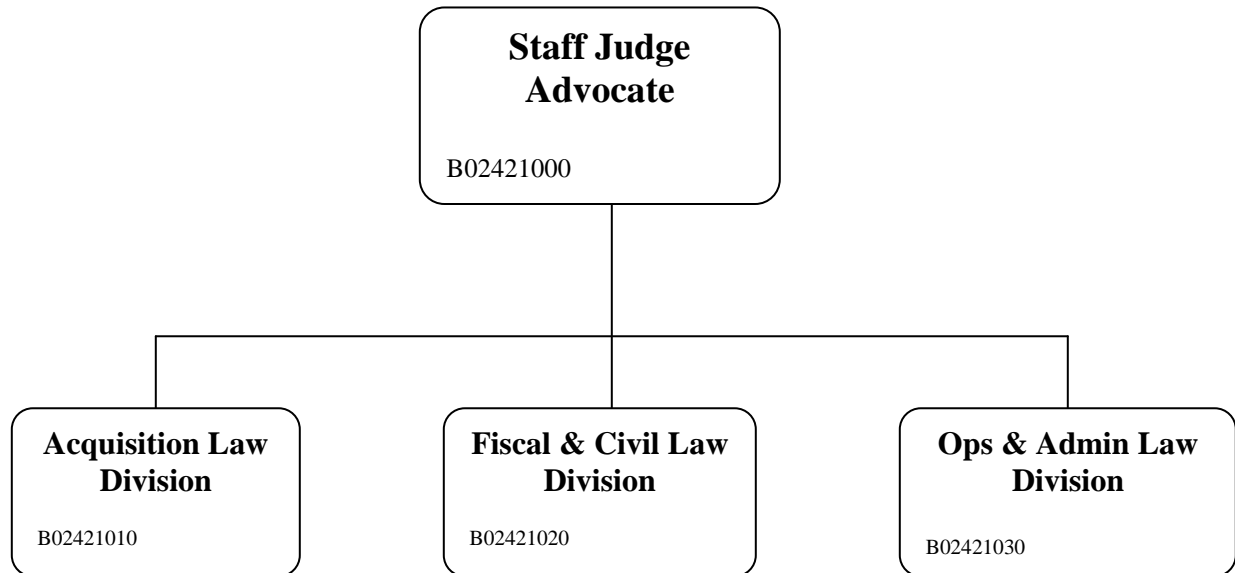 Staff Judge
Advocate
B02421000
Acquisition Law
Division
B02421010
Fiscal & Civil Law
Division
B02421020
Ops & Admin Law
Division
B02421030